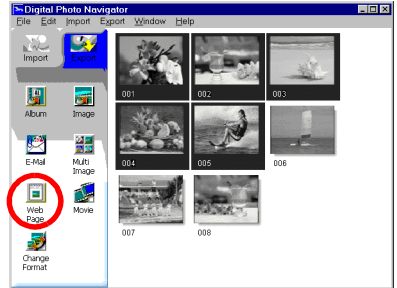 Digital Photo Navigator
File Edit Import Export Window Help
Import Export
001 002 003
Album Image
004 005 006
E-Mail Multi
Image
Web
Page
Movie
007 008
Change
Format